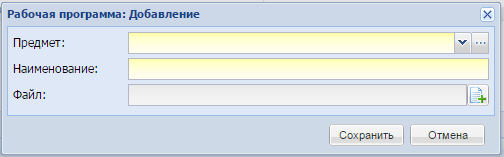 Рабочая программа: Добавление
Предмет:
Наименование:
Файл:
Сохранить Отмена